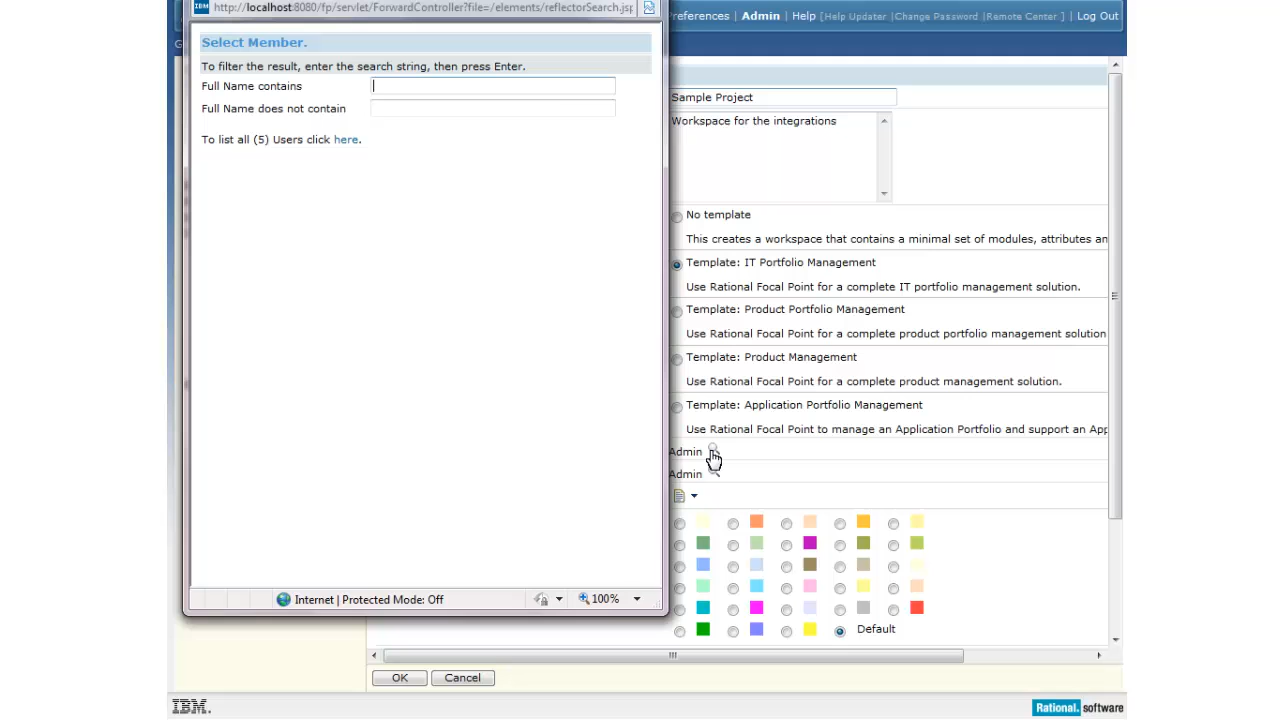 http://localhost:8080/fp/servlet/ForwardController?file=/elements/reflectorSearch.jsp
Select Member.
To filter the result, enter the search string, then press Enter.
Full Name contains
Full Name does not contain
To list all (5) Users click here.
Internet | Protected Mode: Off
100%
references | Admin | Help [Help Updater |Change Password |Remote Center ] | Log Out
Sample Project
Workspace for the integrations
No template
This creates a workspace that contains a minimal set of modules, attributes an
Template: IT Portfolio Management
Use Rational Focal Point for a complete IT portfolio management solution.
Template: Product Portfolio Management
Use Rational Focal Point for a complete product portfolio management solution
Template: Product Management
Use Rational Focal Point for a complete product management solution.
Template: Application Portfolio Management
Use Rational Focal Point to manage an Application Portfolio and support an App
Admin
Admin
Default
OK Cancel
IBM.
Rational. software